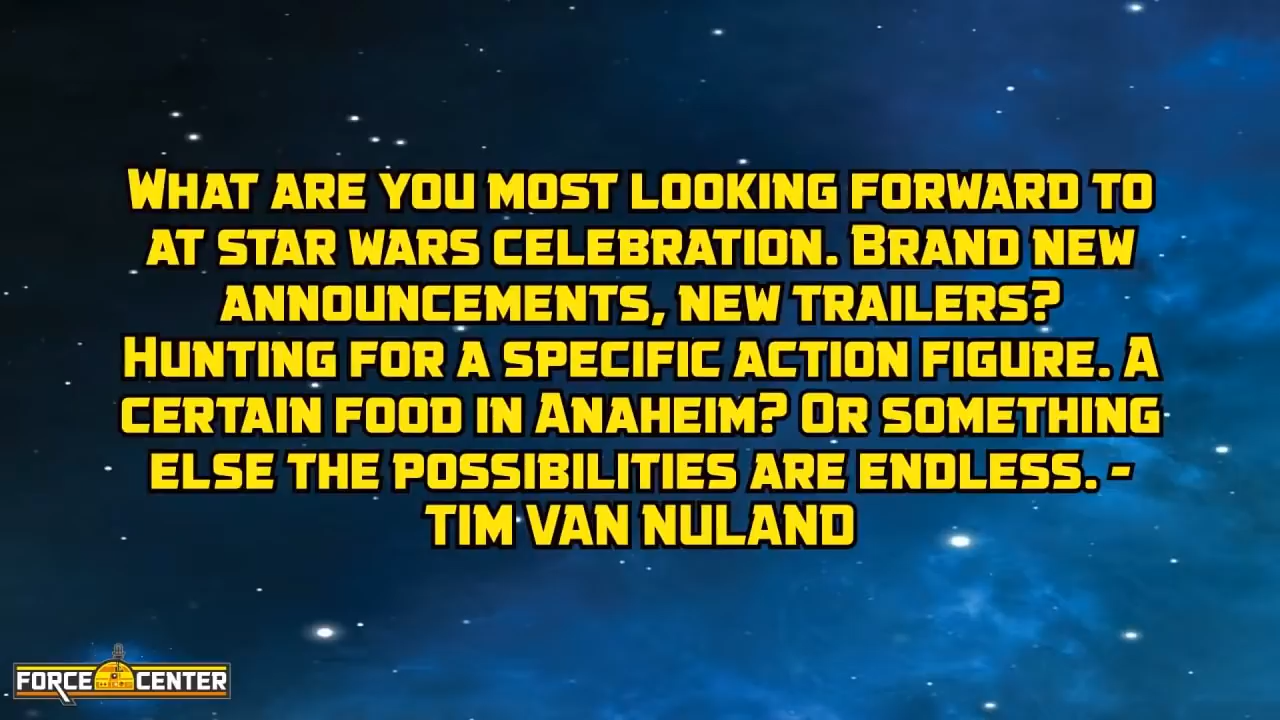 What are you most looking forward to
at star wars celebration. Brand new
announcements, new trailers?
Hunting for a specific action figure. A
certain food in Anaheim? Or something
else the possibilities are endless. -
tim van nuland
FORCE CENTER